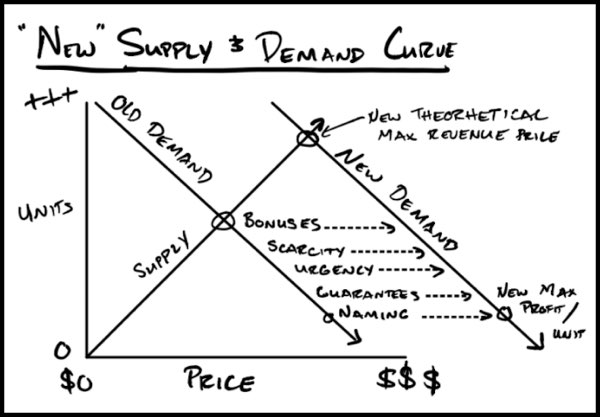 "New" Supply & Demand Curve
+++
Old Demand
New Theorhetical
Max Revenue Price
New Demand
Units
Bonuses
Scarcity
Supply
Urgency
Guarantees
New Max
Profit/
Unit
Naming
0
$0
Price
$$$